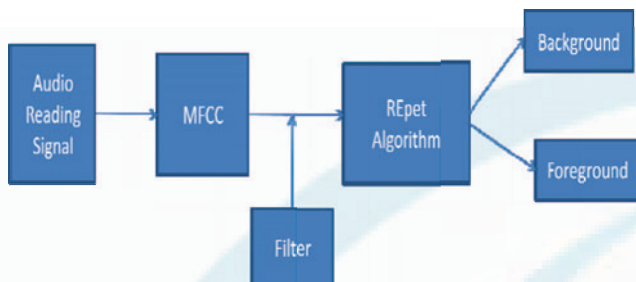 Audio
Reading
Signal
MFCC
REpet
Algorithm
Background
Foreground
Filter